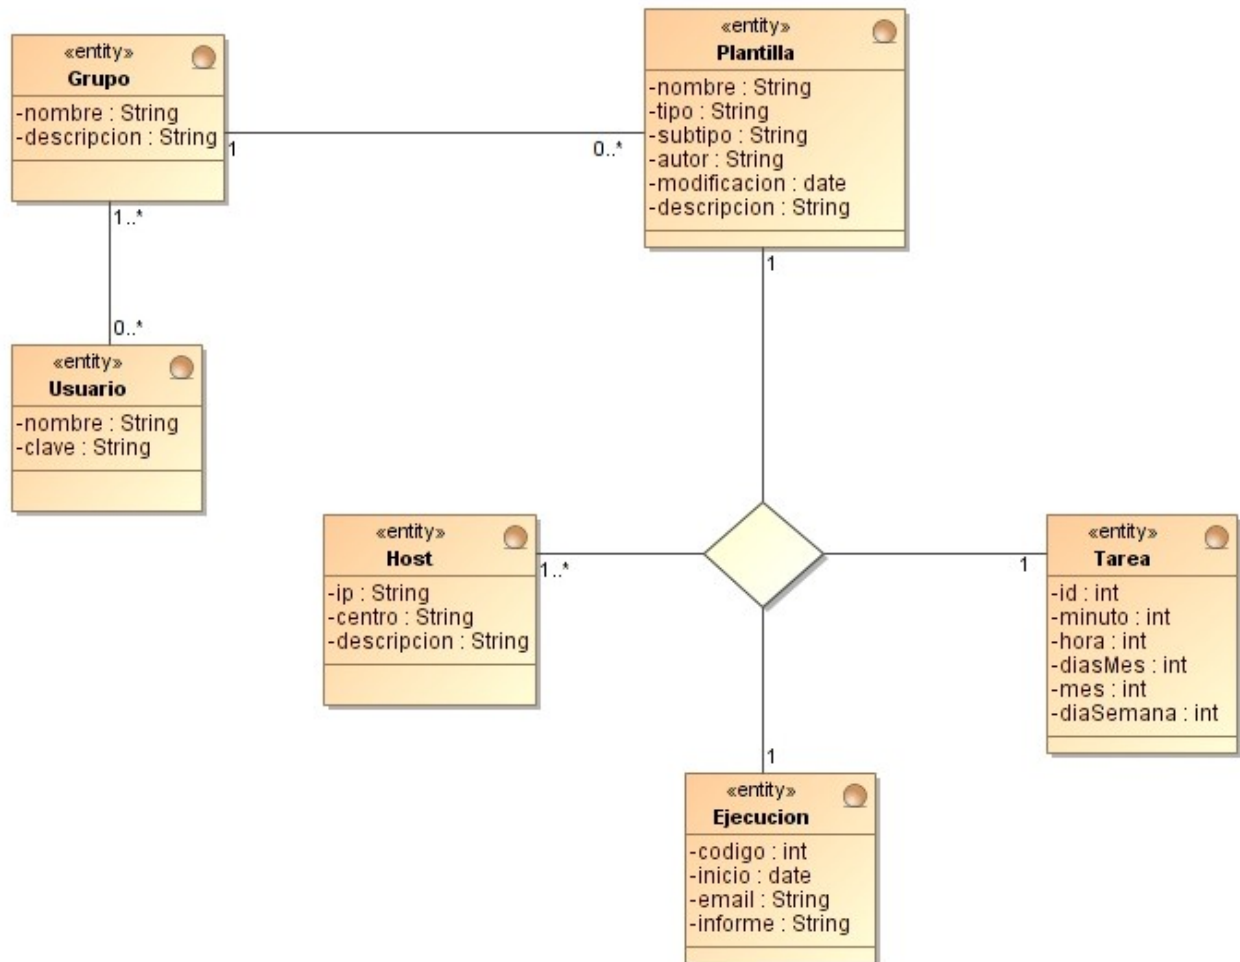 «entity»
Grupo
-nombre : String
-descripcion : String
1
0..*
«entity»
Plantilla
-nombre : String
-tipo : String
-subtipo : String
-autor : String
-modificacion : date
-descripcion : String
1..*
1
0..*
«entity»
Usuario
-nombre : String
-clave : String
«entity»
Host
-ip : String
-centro : String
-descripcion : String
1..*
1
«entity»
Tarea
-id : int
-minuto : int
-hora : int
-diasMes : int
-mes : int
-diaSemana : int
1
«entity»
Ejecucion
-codigo : int
-inicio : date
-email : String
-informe : String